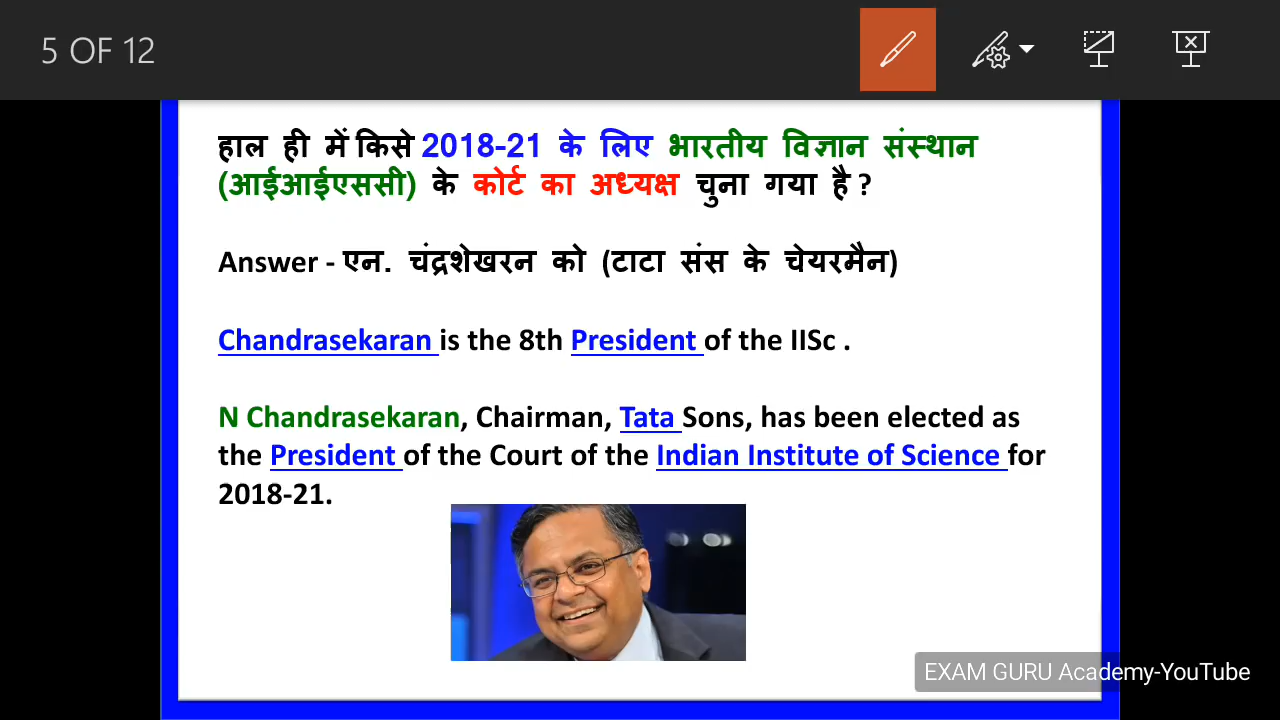 5 OF 12
हाल ही में किसे 2018-21 के लिए भारतीय विज्ञान संस्थान
(आईआईएससी) के कोर्ट का अध्यक्ष चुना गया है ?
Answer - एन. चंद्रशेखरन को (टाटा संस के चेयरमैन)
Chandrasekaran is the 8th President of the IISc .
N Chandrasekaran, Chairman, Tata Sons, has been elected as
the President of the Court of the Indian Institute of Science for
2018-21.
EXAM GURU Academy-YouTube